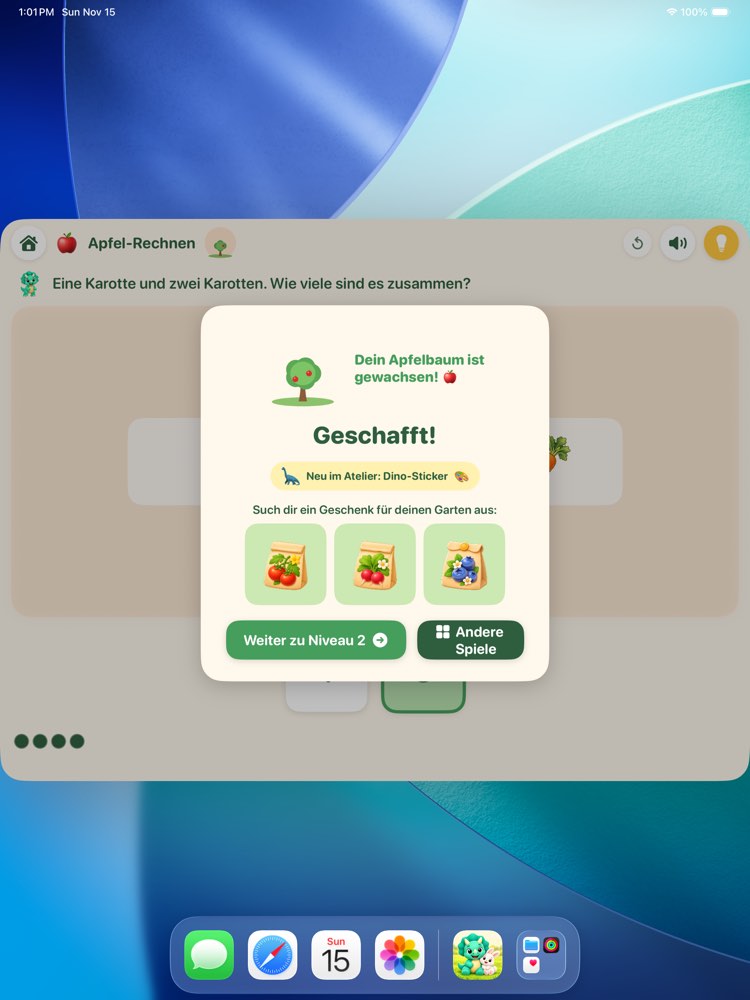 1:01 PM Sun Nov 15
100%
Apfel-Rechnen
Eine Karotte und zwei Karotten. Wie viele sind es zusammen?
Dein Apfelbaum ist
gewachsen!
Geschafft!
Neu im Atelier: Dino-Sticker
Such dir ein Geschenk für deinen Garten aus:
Weiter zu Niveau 2
Andere
Spiele
Sun
15